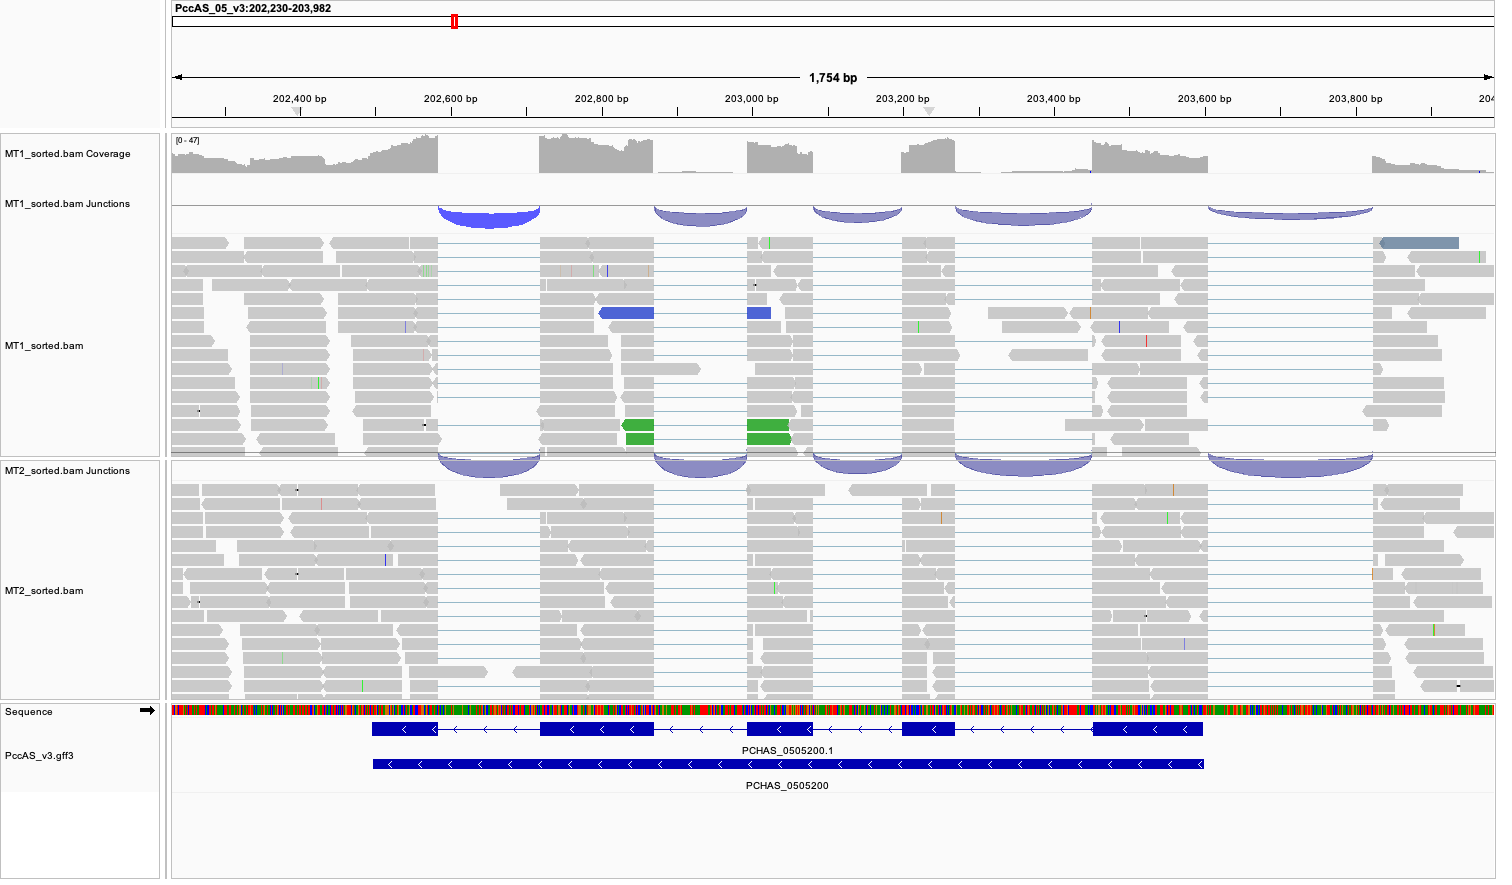 PccAS_05_v3:202,230-203,982
1,754 bp
202,400 bp 202,600 bp 202,800 bp 203,000 bp 203,200 bp 203,400 bp 203,600 bp 203,800 bp 204
[0 - 47]
MT1_sorted.bam Coverage
MT1_sorted.bam Junctions
MT1_sorted.bam
MT2_sorted.bam Junctions
MT2_sorted.bam
Sequence
PCHAS_0505200.1
PccAS_v3.gff3
PCHAS_0505200